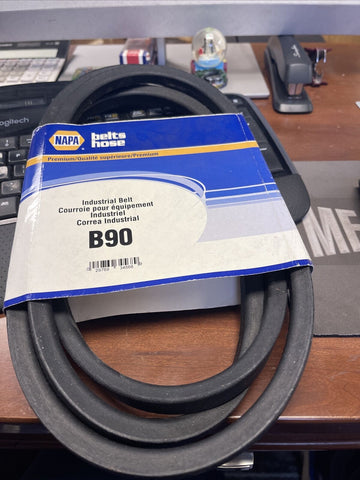 NAPA
belts
hose
Premium/Qualité supérieure/Premium
Industrial Belt
Courroie pour équipement
Industriel
Correa Industrial
B90
logitech